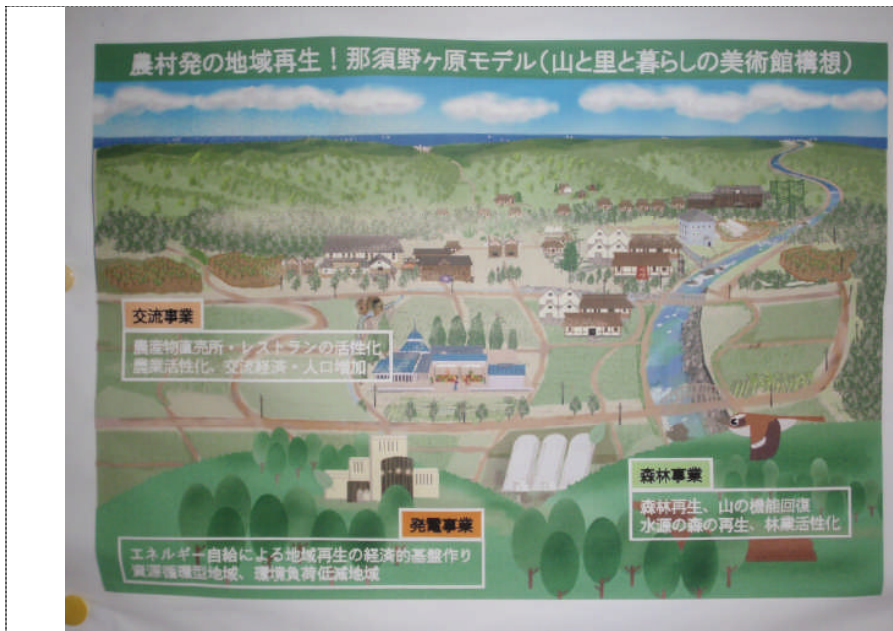 農村発の地域再生！那須野ヶ原モデル（山と里と暮らしの美術館構想）
交流事業
農産物直売所・レストランの活性化
農業活性化、交流経済・人口増加
森林事業
森林再生、山の機能回復
水源の森の再生、林業活性化
発電事業
エネルギー自給による地域再生の経済的基盤作り
資源循環型地域、環境負荷低減地域